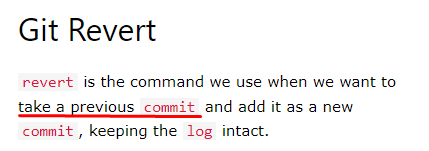 Git Revert
revert is the command we use when we want to
take a previous commit and add it as a new
commit, keeping the log intact.